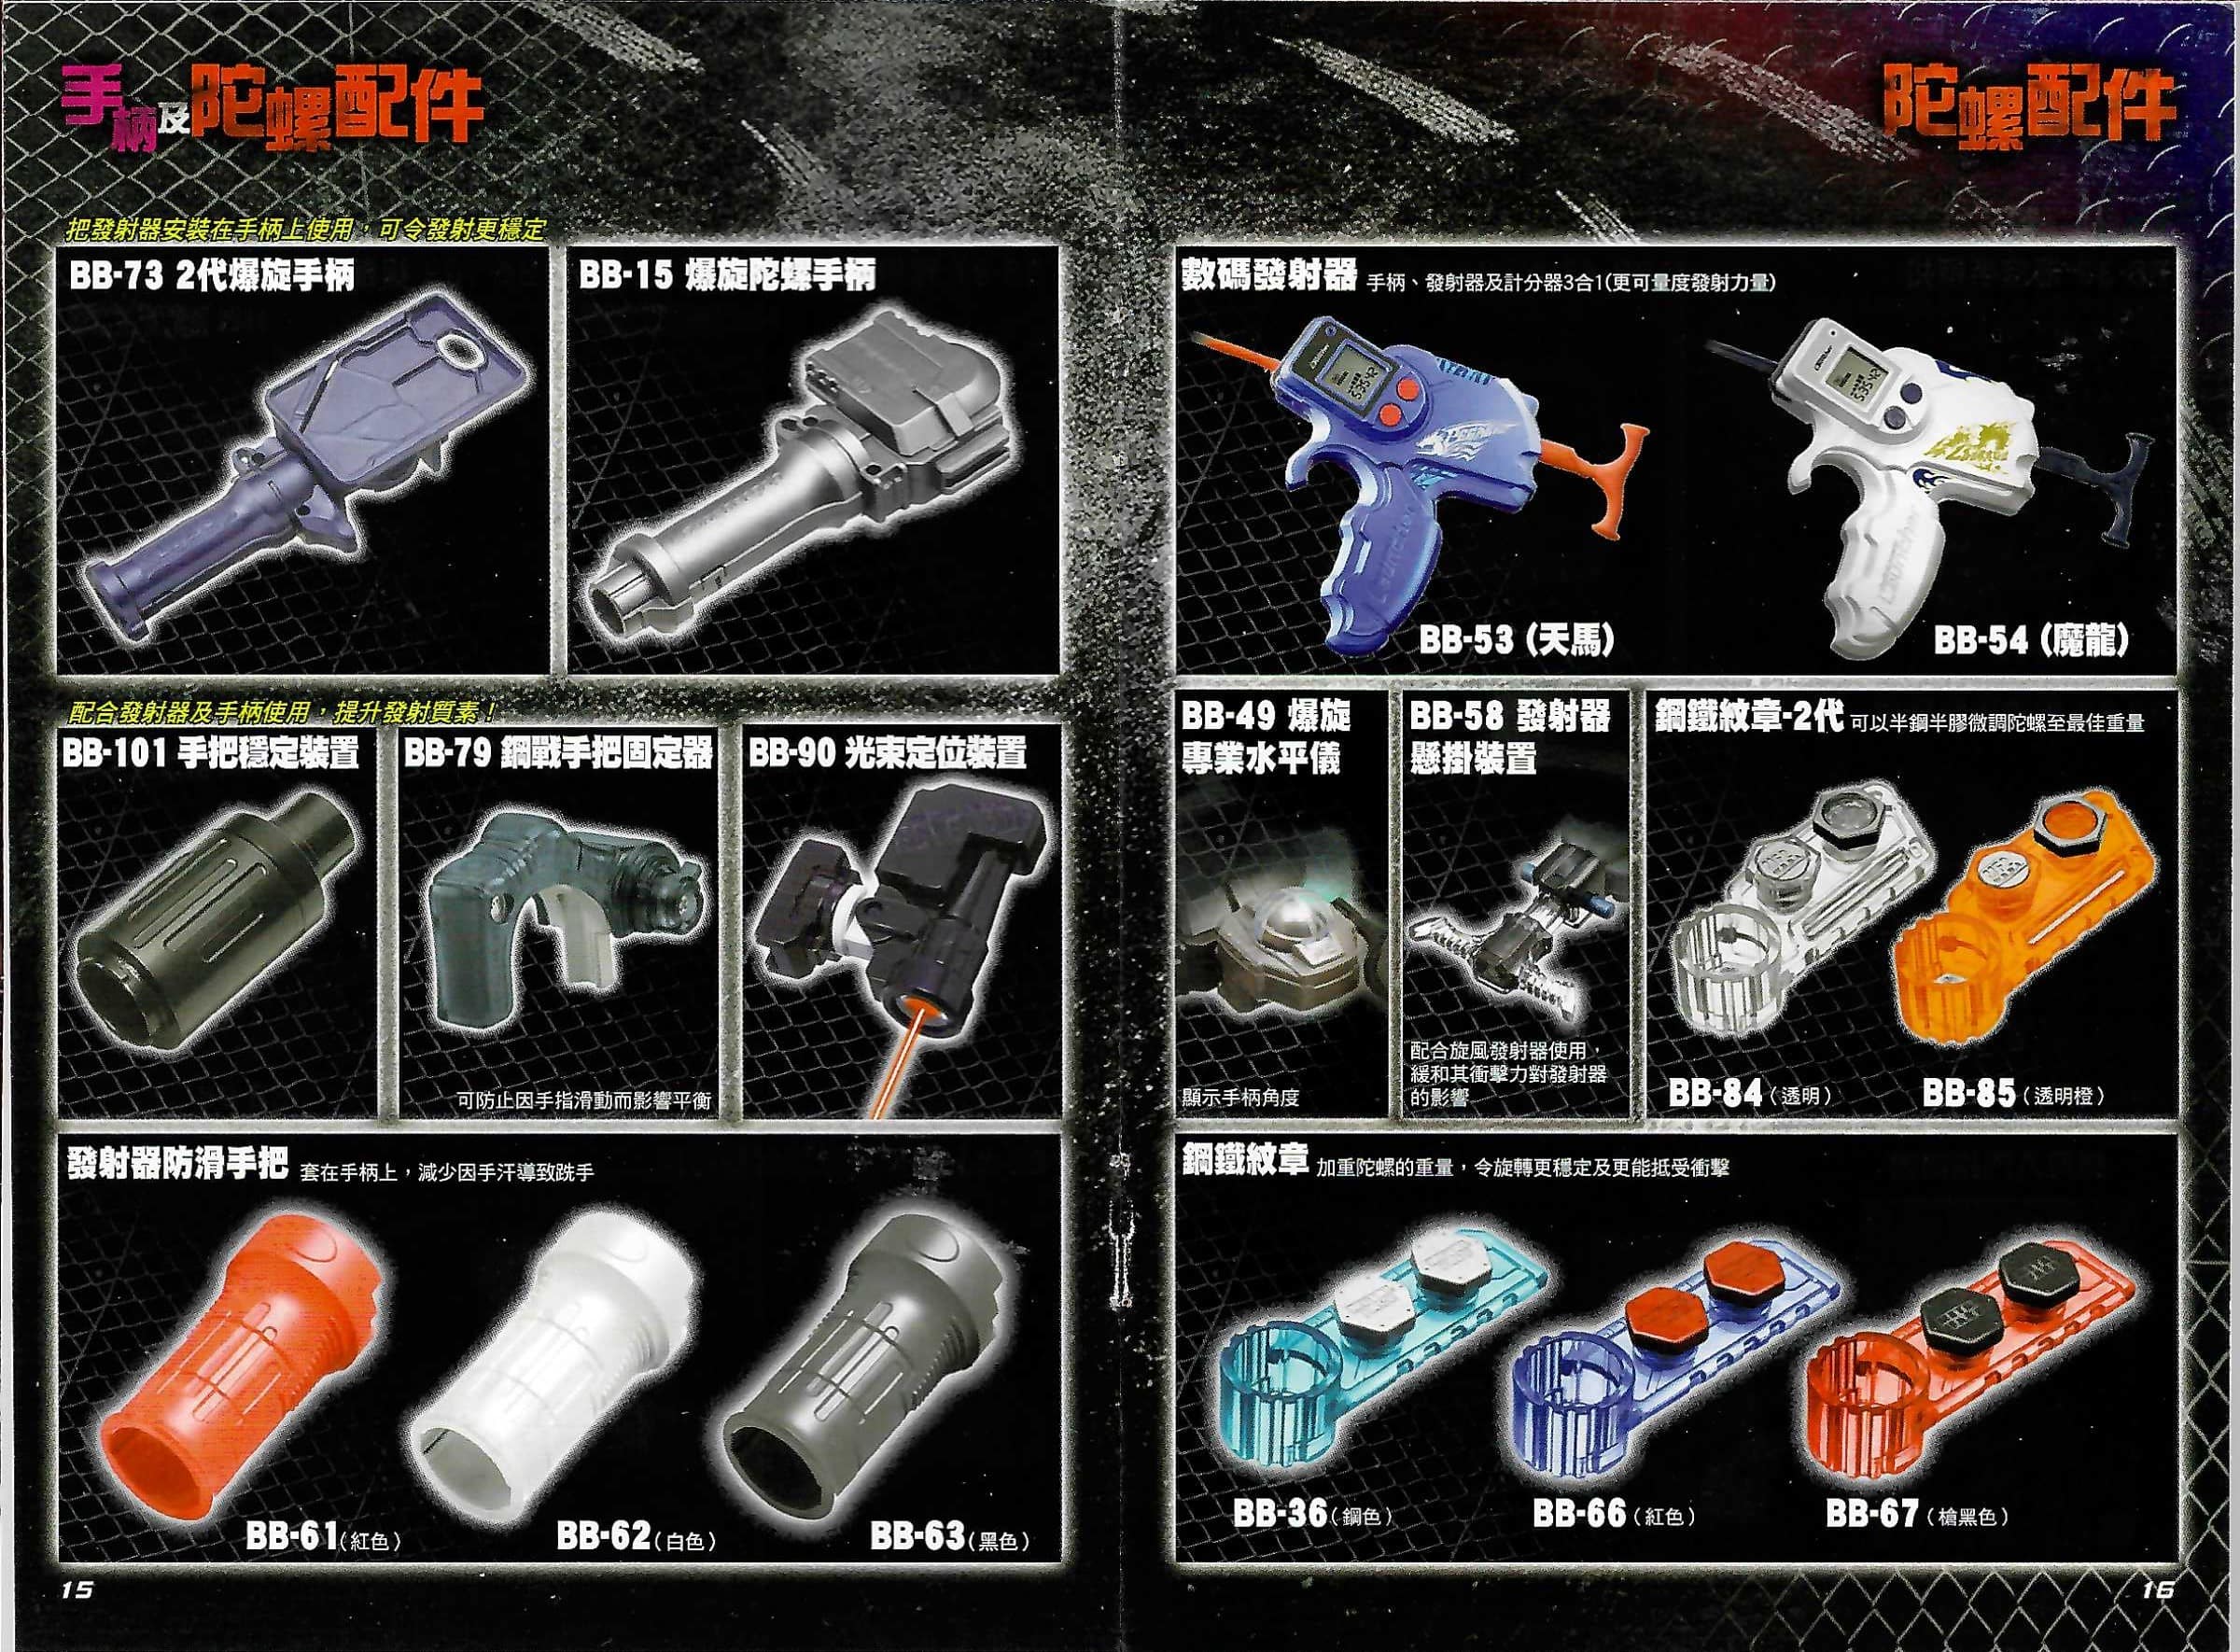 手柄及陀螺配件
把發射器安裝在手柄上使用，可令發射更穩定
BB-73 2代爆旋手柄
BB-15 爆旋陀螺手柄
配合發射器及手柄使用，提升發射質素！
BB-101 手把穩定裝置
BB-79 鋼戰手把固定器
可防止因手指滑動而影響平衡
BB-90 光束定位裝置
發射器防滑手把 套在手柄上，減少因手汗導致跣手
BB-61（紅色）
BB-62（白色）
BB-63（黑色）
15
陀螺配件
數碼發射器 手柄、發射器及計分器3合1(更可量度發射力量)
BB-53（天馬）
BB-54（魔龍）
BB-49 爆旋
專業水平儀
顯示手柄角度
BB-58 發射器
懸掛裝置
配合旋風發射器使用，
緩和其衝擊力對發射器
的影響
鋼鐵紋章-2代 可以半鋼半膠微調陀螺至最佳重量
BB-84（透明）
BB-85（透明橙）
鋼鐵紋章 加重陀螺的重量，令旋轉更穩定及更能抵受衝擊
BB-36（鋼色）
BB-66（紅色）
BB-67（槍黑色）
16